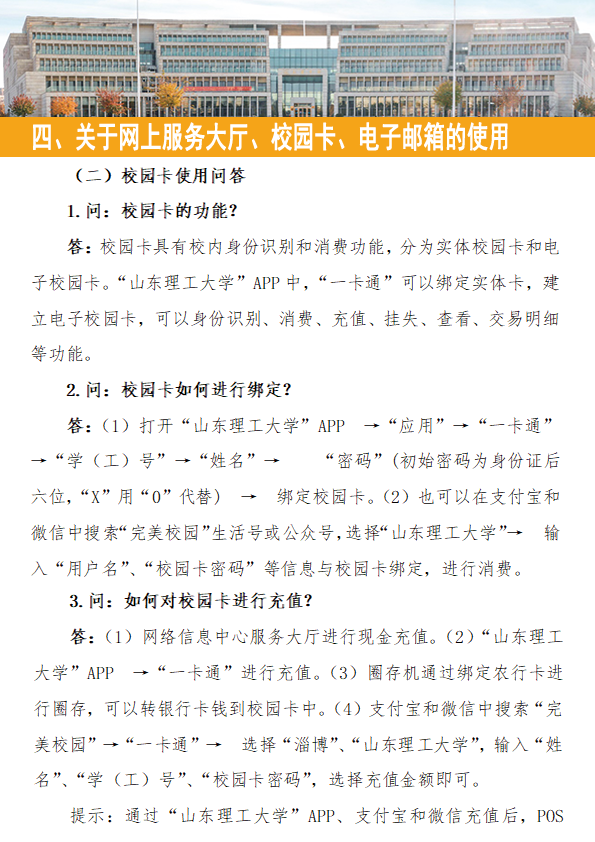 四、关于网上服务大厅、校园卡、电子邮箱的使用
（二）校园卡使用问答
1.问：校园卡的功能？
答：校园卡具有校内身份识别和消费功能，分为实体校园卡和电
子校园卡。“山东理工大学”APP中，“一卡通”可以绑定实体卡，建
立电子校园卡，可以身份识别、消费、充值、挂失、查看、交易明细
等功能。
2.问：校园卡如何进行绑定？
答：（1）打开“山东理工大学”APP →“应用”→“一卡通”
→“学（工）号”→“姓名”→ “密码”(初始密码为身份证后
六位，“X”用“0”代替) → 绑定校园卡。（2）也可以在支付宝和
微信中搜索“完美校园”生活号或公众号，选择“山东理工大学”→ 输
入“用户名”、“校园卡密码”等信息与校园卡绑定，进行消费。
3.问：如何对校园卡进行充值？
答：（1）网络信息中心服务大厅进行现金充值。（2）“山东理工
大学”APP →“一卡通”进行充值。（3）圈存机通过绑定农行卡进
行圈存，可以转银行卡钱到校园卡中。（4）支付宝和微信中搜索“完
美校园”→“一卡通”→ 选择“淄博”、“山东理工大学”，输入“姓
名”、“学（工）号”、“校园卡密码”，选择充值金额即可。
提示：通过“山东理工大学”APP、支付宝和微信充值后，POS